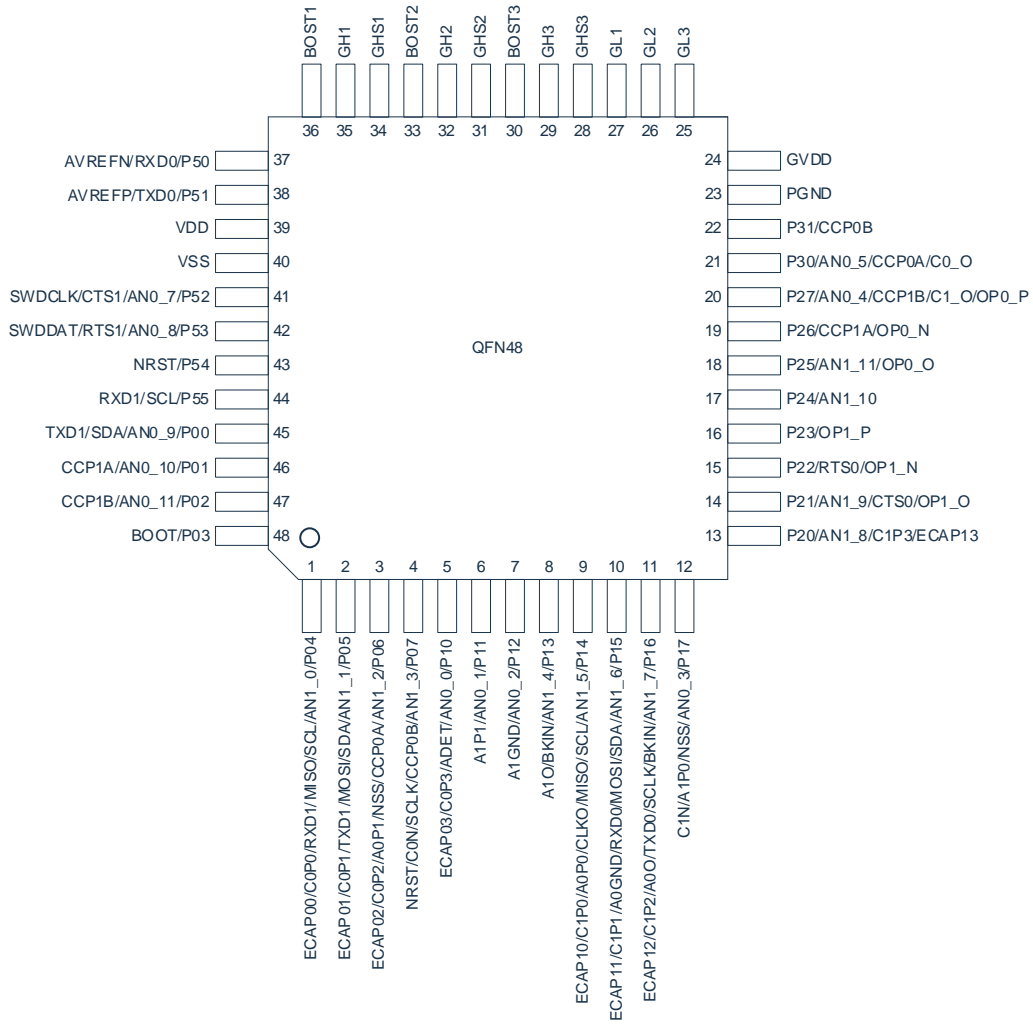 BOST1
GH1
GHS1
BOST2
GH2
GHS2
BOST3
GH3
GHS3
GL1
GL2
GL3
36
35
34
33
32
31
30
29
28
27
26
25
AVREFN/RXD0/P50
37
AVREFP/TXD0/P51
38
VDD
39
VSS
40
SWDCLK/CTS1/AN0_7/P52
41
SWDDAT/RTS1/AN0_8/P53
42
NRST/P54
43
RXD1/SCL/P55
44
TXD1/SDA/AN0_9/P00
45
CCP1A/AN0_10/P01
46
CCP1B/AN0_11/P02
47
BOOT/P03
48
QFN48
24
GVDD
23
PGND
22
P31/CCP0B
21
P30/AN0_5/CCP0A/C0_O
20
P27/AN0_4/CCP1B/C1_O/OP0_P
19
P26/CCP1A/OP0_N
18
P25/AN1_11/OP0_O
17
P24/AN1_10
16
P23/OP1_P
15
P22/RTS0/OP1_N
14
P21/AN1_9/CTS0/OP1_O
13
P20/AN1_8/C1P3/ECAP13
1
2
3
4
5
6
7
8
9
10
11
12
ECAP00/C0P0/RXD1/MISO/SCL/AN1_0/P04
ECAP01/C0P1/TXD1/MOSI/SDA/AN1_1/P05
ECAP02/C0P2/A0P1/NSS/CCP0A/AN1_2/P06
NRST/C0N/SCLK/CCP0B/AN1_3/P07
ECAP03/C0P3/ADET/AN0_0/P10
A1P1/AN0_1/P11
A1GND/AN0_2/P12
A1O/BKIN/AN1_4/P13
ECAP10/C1P0/A0P0/CLKO/MISO/SCL/AN1_5/P14
ECAP11/C1P1/A0GND/RXD0/MOSI/SDA/AN1_6/P15
ECAP12/C1P2/A0O/TXD0/SCLK/BKIN/AN1_7/P16
C1N/A1P0/NSS/AN0_3/P17